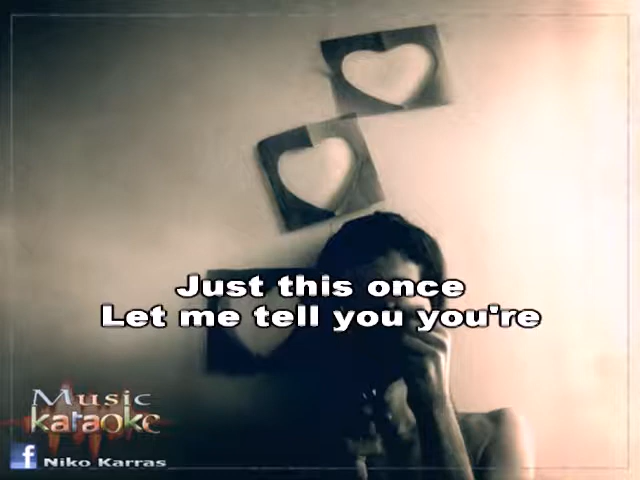 Just this once
Let me tell you you're
Music
karaoke
f Niko Karras